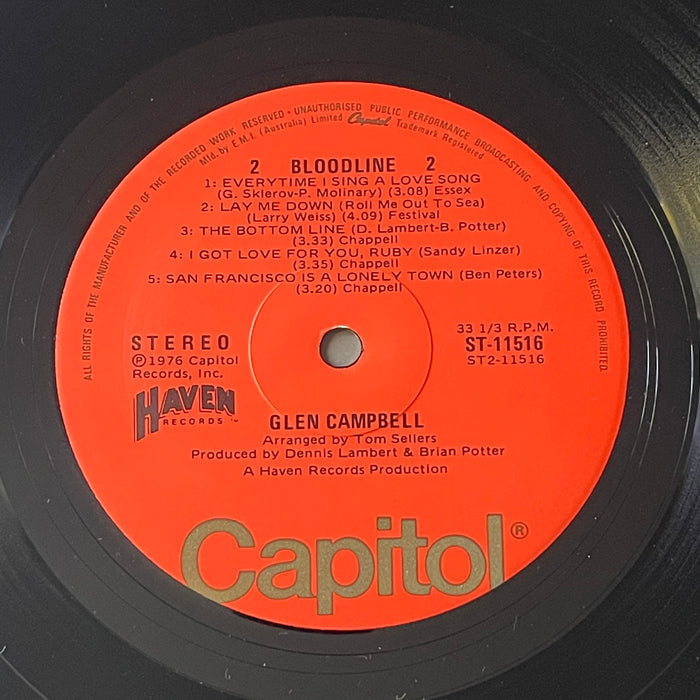 ALL RIGHTS OF THE MANUFACTURER AND OF THE RECORDED WORK RESERVED • UNAUTHORISED PUBLIC PERFORMANCE BROADCASTING AND COPYING OF THIS RECORD PROHIBITED.
Mfd. by E.M.I. (Australia) Limited Capitol Trademark Registered
2 BLOODLINE 2
1: EVERYTIME I SING A LOVE SONG
(G. Sklerov-P. Molinary) (3.08) Essex
2: LAY ME DOWN (Roll Me Out To Sea)
(Larry Weiss) (4.09) Festival
3: THE BOTTOM LINE (D. Lambert-B. Potter)
(3.33) Chappell
4: I GOT LOVE FOR YOU, RUBY (Sandy Linzer)
(3.35) Chappell
5: SAN FRANCISCO IS A LONELY TOWN (Ben Peters)
(3.20) Chappell
STEREO
℗1976 Capitol
Records, Inc.
33 1/3 R.P.M.
ST-11516
ST2-11516
HAVEN
RECORDS ™
GLEN CAMPBELL
Arranged by Tom Sellers
Produced by Dennis Lambert & Brian Potter
A Haven Records Production
Capitol®